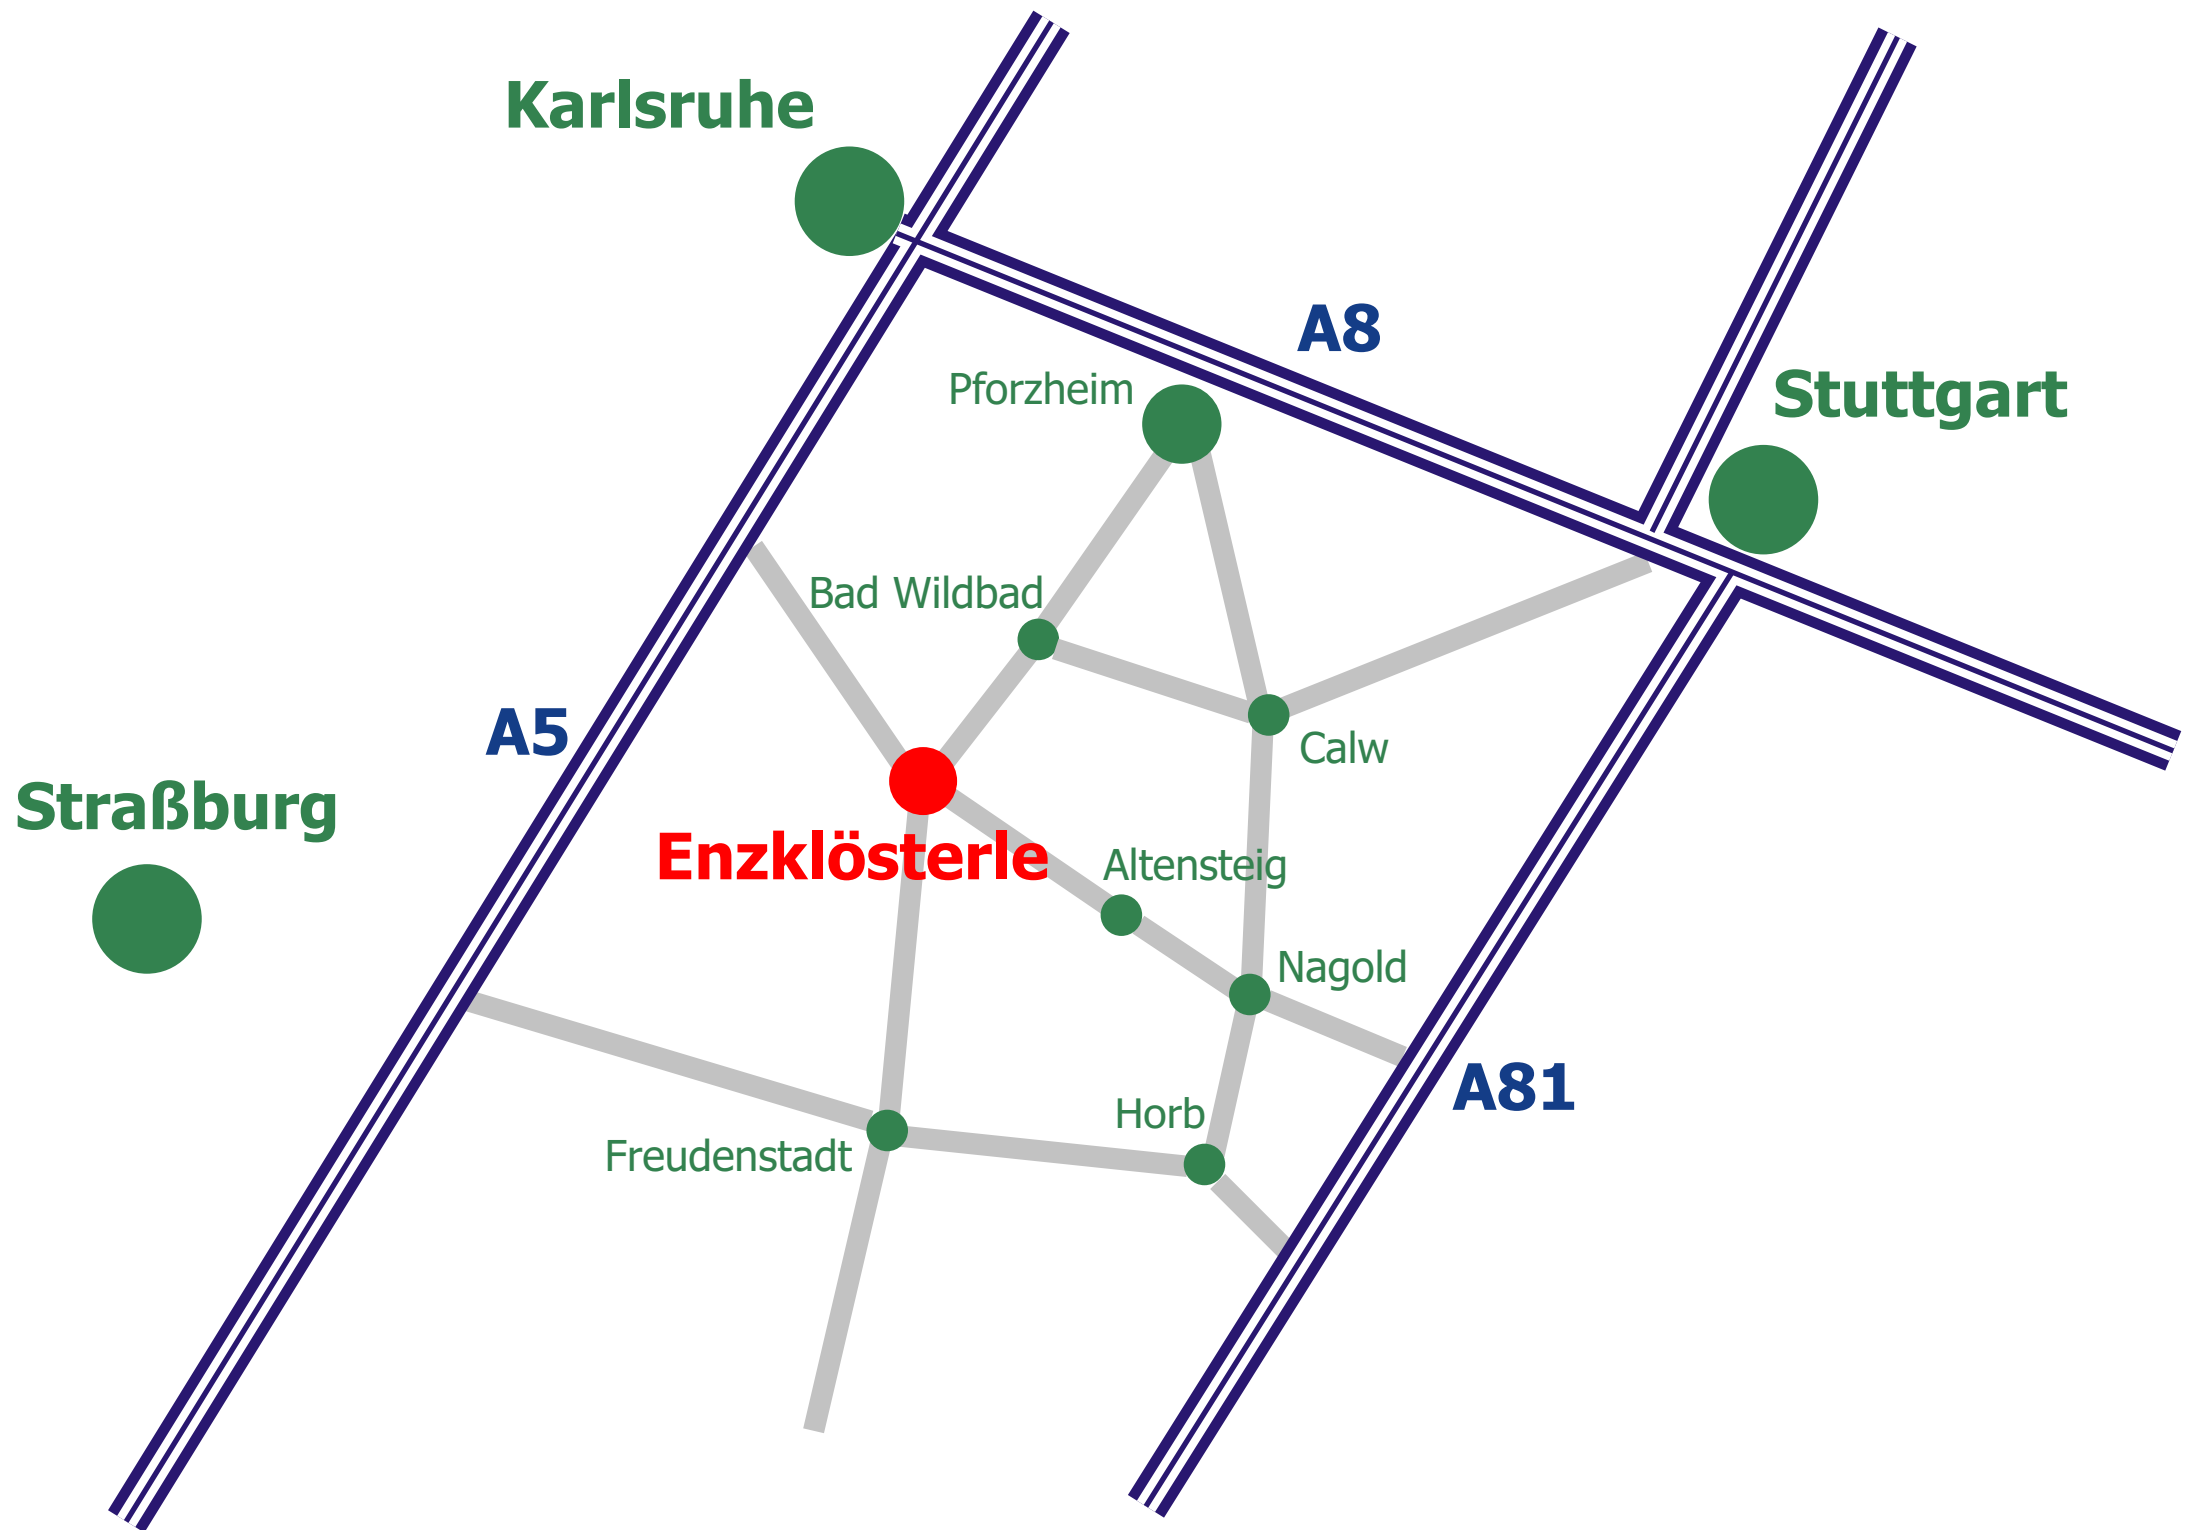 Karlsruhe
A8
Pforzheim
Stuttgart
Bad Wildbad
A5
Calw
Straßburg
Enzklösterle
Altensteig
Nagold
A81
Horb
Freudenstadt